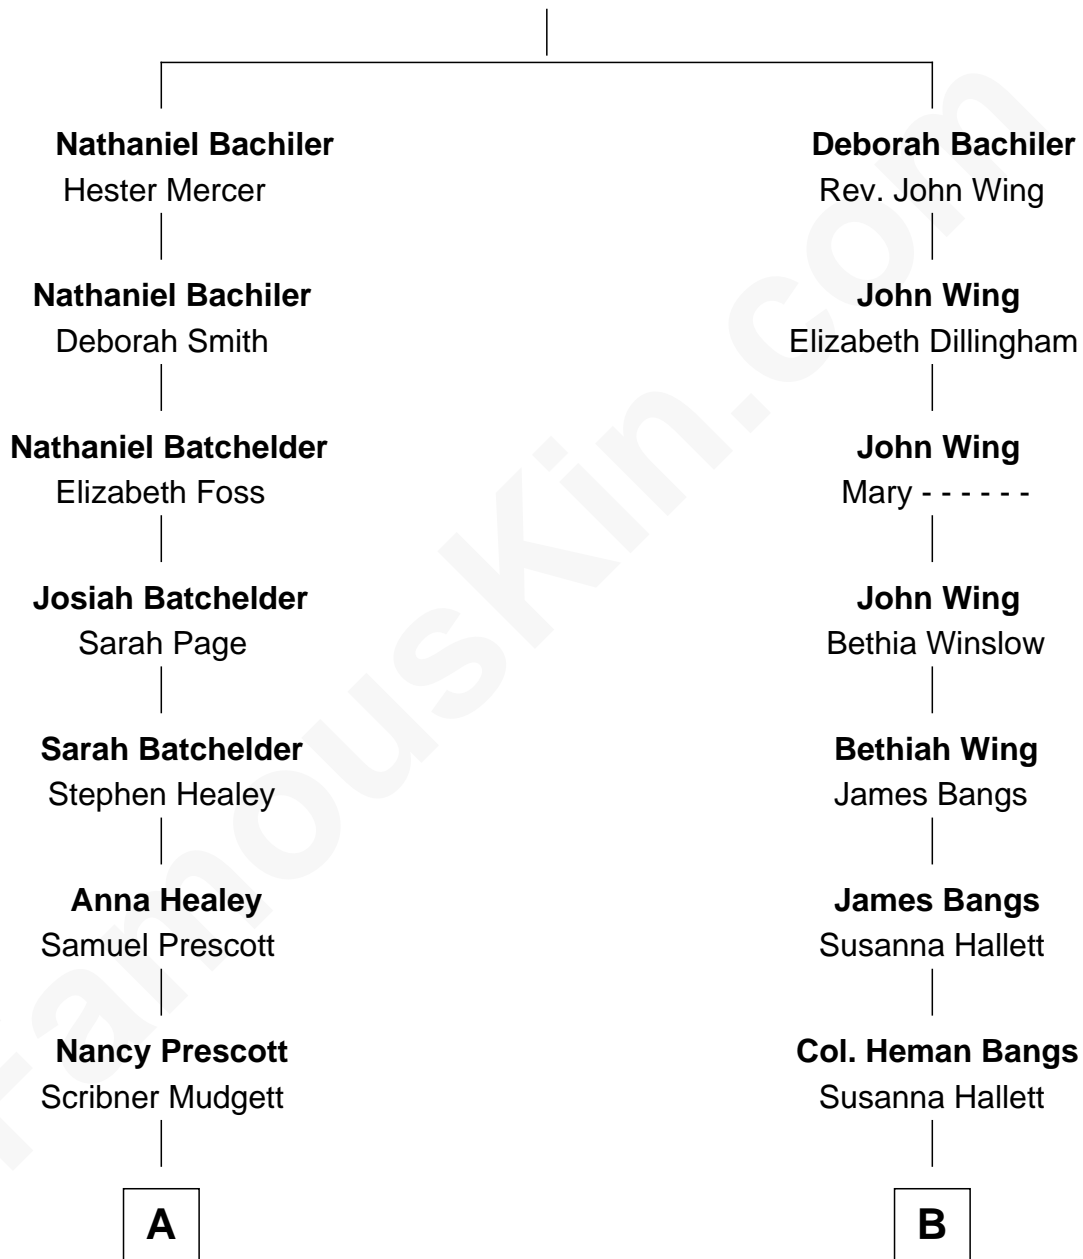 Nathaniel Bachiler
Hester Mercer
Nathaniel Bachiler
Deborah Smith
Nathaniel Batchelder
Elizabeth Foss
Josiah Batchelder
Sarah Page
Sarah Batchelder
Stephen Healey
Anna Healey
Samuel Prescott
Nancy Prescott
Scribner Mudgett
A
Deborah Bachiler
Rev. John Wing
John Wing
Elizabeth Dillingham
John Wing
Mary - - - - - -
John Wing
Bethia Winslow
Bethiah Wing
James Bangs
James Bangs
Susanna Hallett
Col. Heman Bangs
Susanna Hallett
B
FamousKin.com